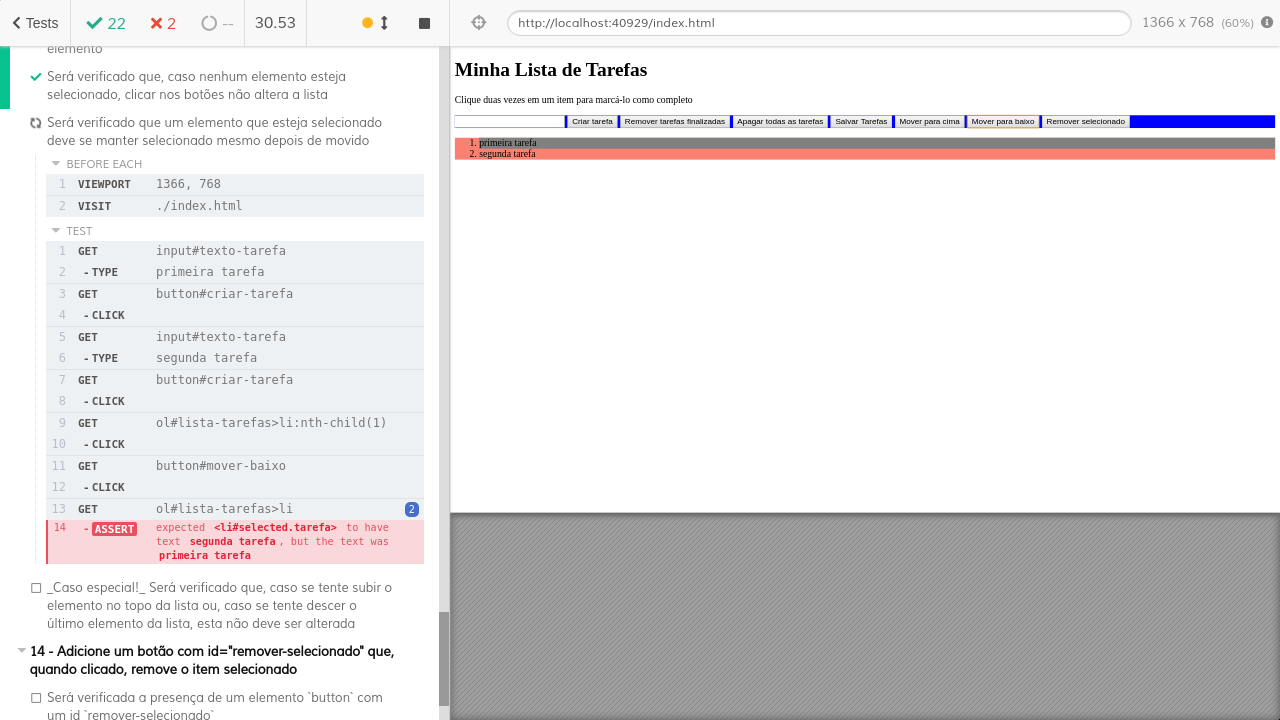 Tests
22
2
--
30.53
http://localhost:40929/index.html
1366 x 768 (60%)
elemento
Será verificado que, caso nenhum elemento esteja
selecionado, clicar nos botões não altera a lista
Será verificado que um elemento que esteja selecionado
deve se manter selecionado mesmo depois de movido
BEFORE EACH
1 VIEWPORT 1366, 768
2 VISIT ./index.html
TEST
1 GET input#texto-tarefa
2 -TYPE primeira tarefa
3 GET button#criar-tarefa
4 -CLICK
5 GET input#texto-tarefa
6 -TYPE segunda tarefa
7 GET button#criar-tarefa
8 -CLICK
9 GET ol#lista-tarefas>li:nth-child(1)
10 -CLICK
11 GET button#mover-baixo
12 -CLICK
13 GET ol#lista-tarefas>li 2
14 -ASSERT expected <li#selected.tarefa> to have
text segunda tarefa, but the text was
primeira tarefa
_Caso especial!_ Será verificado que, caso se tente subir o
elemento no topo da lista ou, caso se tente descer o
último elemento da lista, esta não deve ser alterada
14 - Adicione um botão com id="remover-selecionado" que,
quando clicado, remove o item selecionado
Será verificada a presença de um elemento `button` com
um id `remover-selecionado`
Minha Lista de Tarefas
Clique duas vezes em um item para marcá-lo como completo
Criar tarefa Remover tarefas finalizadas Apagar todas as tarefas Salvar Tarefas Mover para cima Mover para baixo Remover selecionado
1. primeira tarefa
2. segunda tarefa